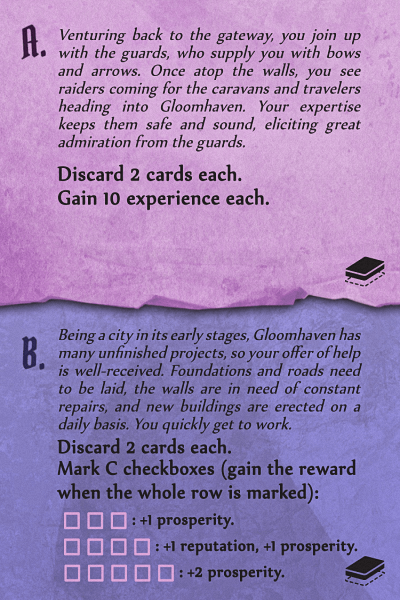 A.
Venturing back to the gateway, you join up
with the guards, who supply you with bows
and arrows. Once atop the walls, you see
raiders coming for the caravans and travelers
heading into Gloomhaven. Your expertise
keeps them safe and sound, eliciting great
admiration from the guards.
Discard 2 cards each.
Gain 10 experience each.
B.
Being a city in its early stages, Gloomhaven has
many unfinished projects, so your offer of help
is well-received. Foundations and roads need
to be laid, the walls are in need of constant
repairs, and new buildings are erected on a
daily basis. You quickly get to work.
Discard 2 cards each.
Mark C checkboxes (gain the reward
when the whole row is marked):
: +1 prosperity.
: +1 reputation, +1 prosperity.
: +2 prosperity.